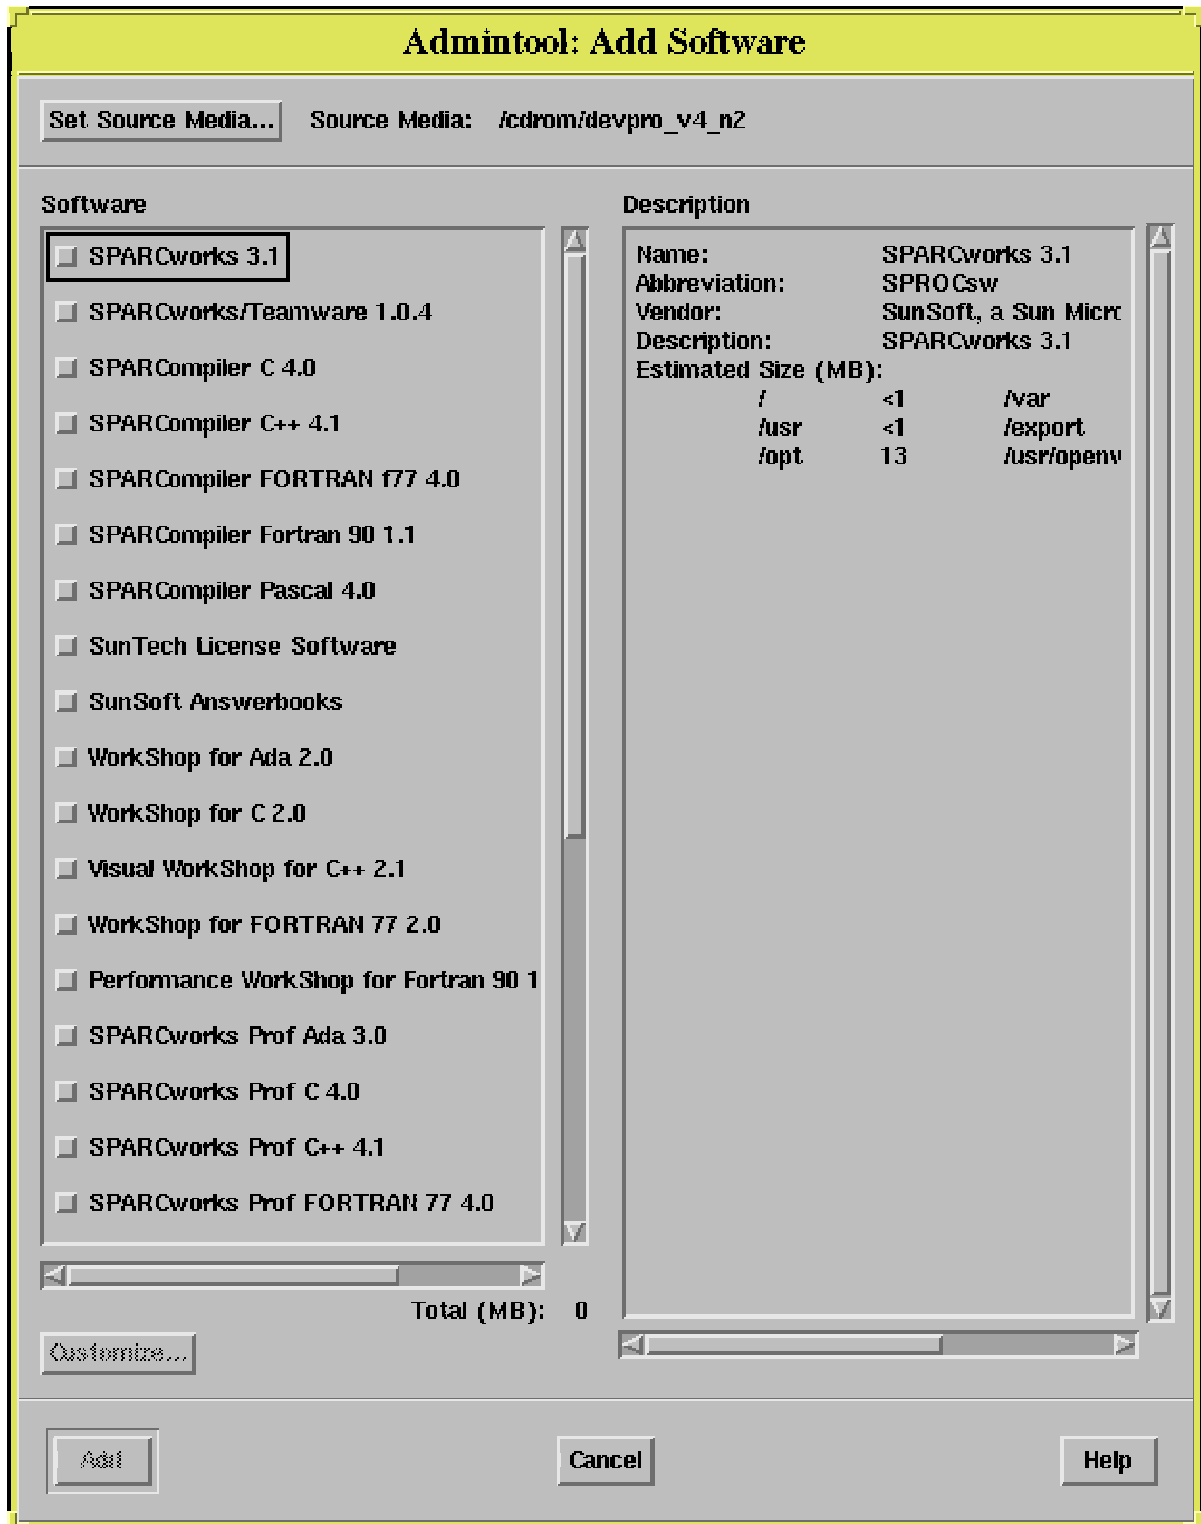 Admintool: Add Software
Set Source Media... Source Media: /cdrom/devpro_v4_n2
Software
SPARCworks 3.1
SPARCworks/Teamware 1.0.4
SPARCompiler C 4.0
SPARCompiler C++ 4.1
SPARCompiler FORTRAN f77 4.0
SPARCompiler Fortran 90 1.1
SPARCompiler Pascal 4.0
SunTech License Software
SunSoft Answerbooks
WorkShop for Ada 2.0
WorkShop for C 2.0
Visual WorkShop for C++ 2.1
WorkShop for FORTRAN 77 2.0
Performance WorkShop for Fortran 90 1
SPARCworks Prof Ada 3.0
SPARCworks Prof C 4.0
SPARCworks Prof C++ 4.1
SPARCworks Prof FORTRAN 77 4.0
Total (MB): 0
Customize...
Description
Name: SPARCworks 3.1
Abbreviation: SPROCsw
Vendor: SunSoft, a Sun Micro
Description: SPARCworks 3.1
Estimated Size (MB):
/ <1 /var
/usr <1 /export
/opt 13 /usr/openw
Add Cancel Help